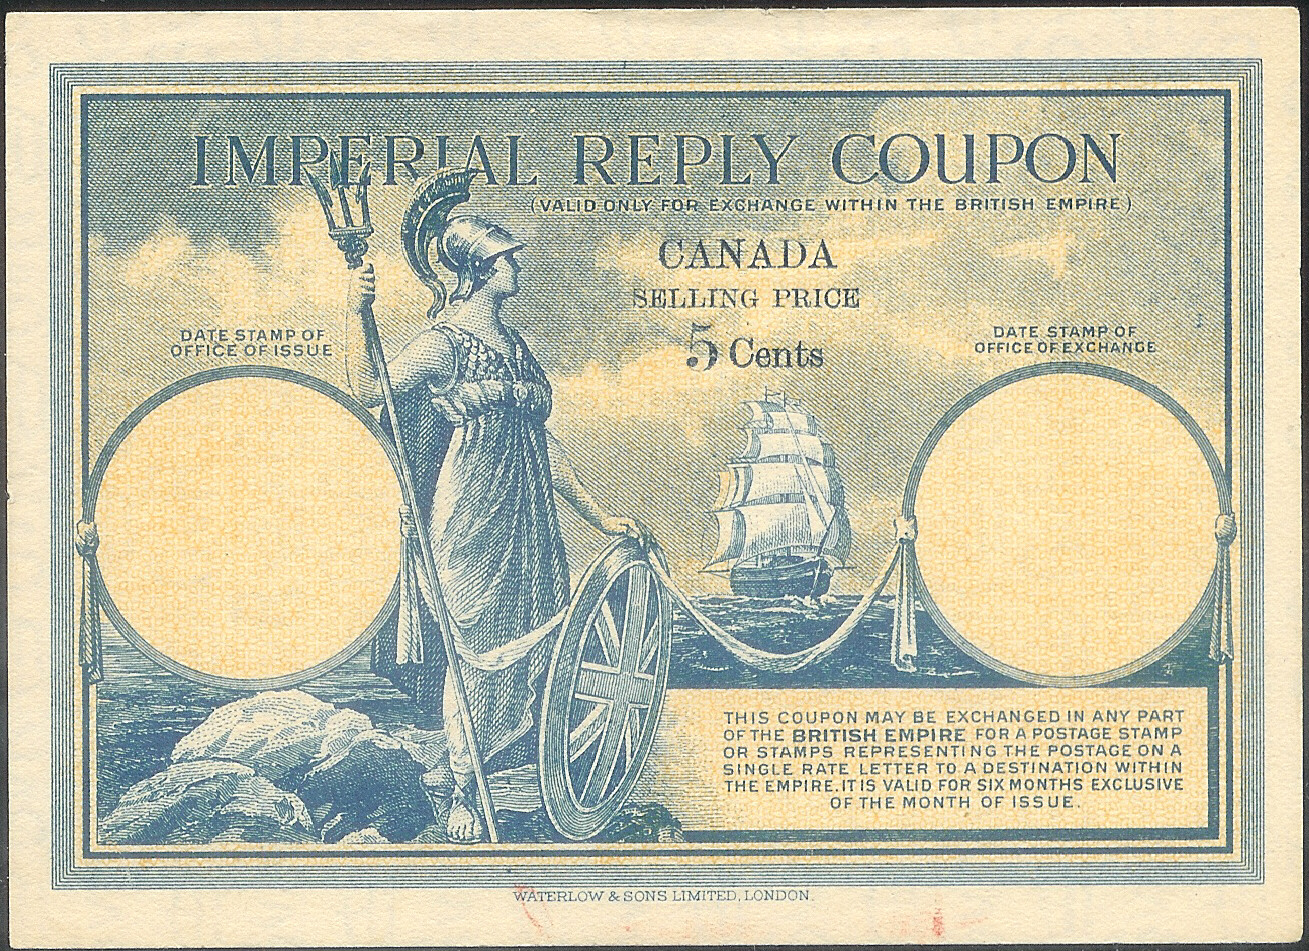 IMPERIAL REPLY COUPON
(VALID ONLY FOR EXCHANGE WITHIN THE BRITISH EMPIRE)
CANADA
SELLING PRICE
5 Cents
DATE STAMP OF
OFFICE OF ISSUE
DATE STAMP OF
OFFICE OF EXCHANGE
THIS COUPON MAY BE EXCHANGED IN ANY PART
OF THE BRITISH EMPIRE FOR A POSTAGE STAMP
OR STAMPS REPRESENTING THE POSTAGE ON A
SINGLE RATE LETTER TO A DESTINATION WITHIN
THE EMPIRE. IT IS VALID FOR SIX MONTHS EXCLUSIVE
OF THE MONTH OF ISSUE.
WATERLOW & SONS LIMITED, LONDON.